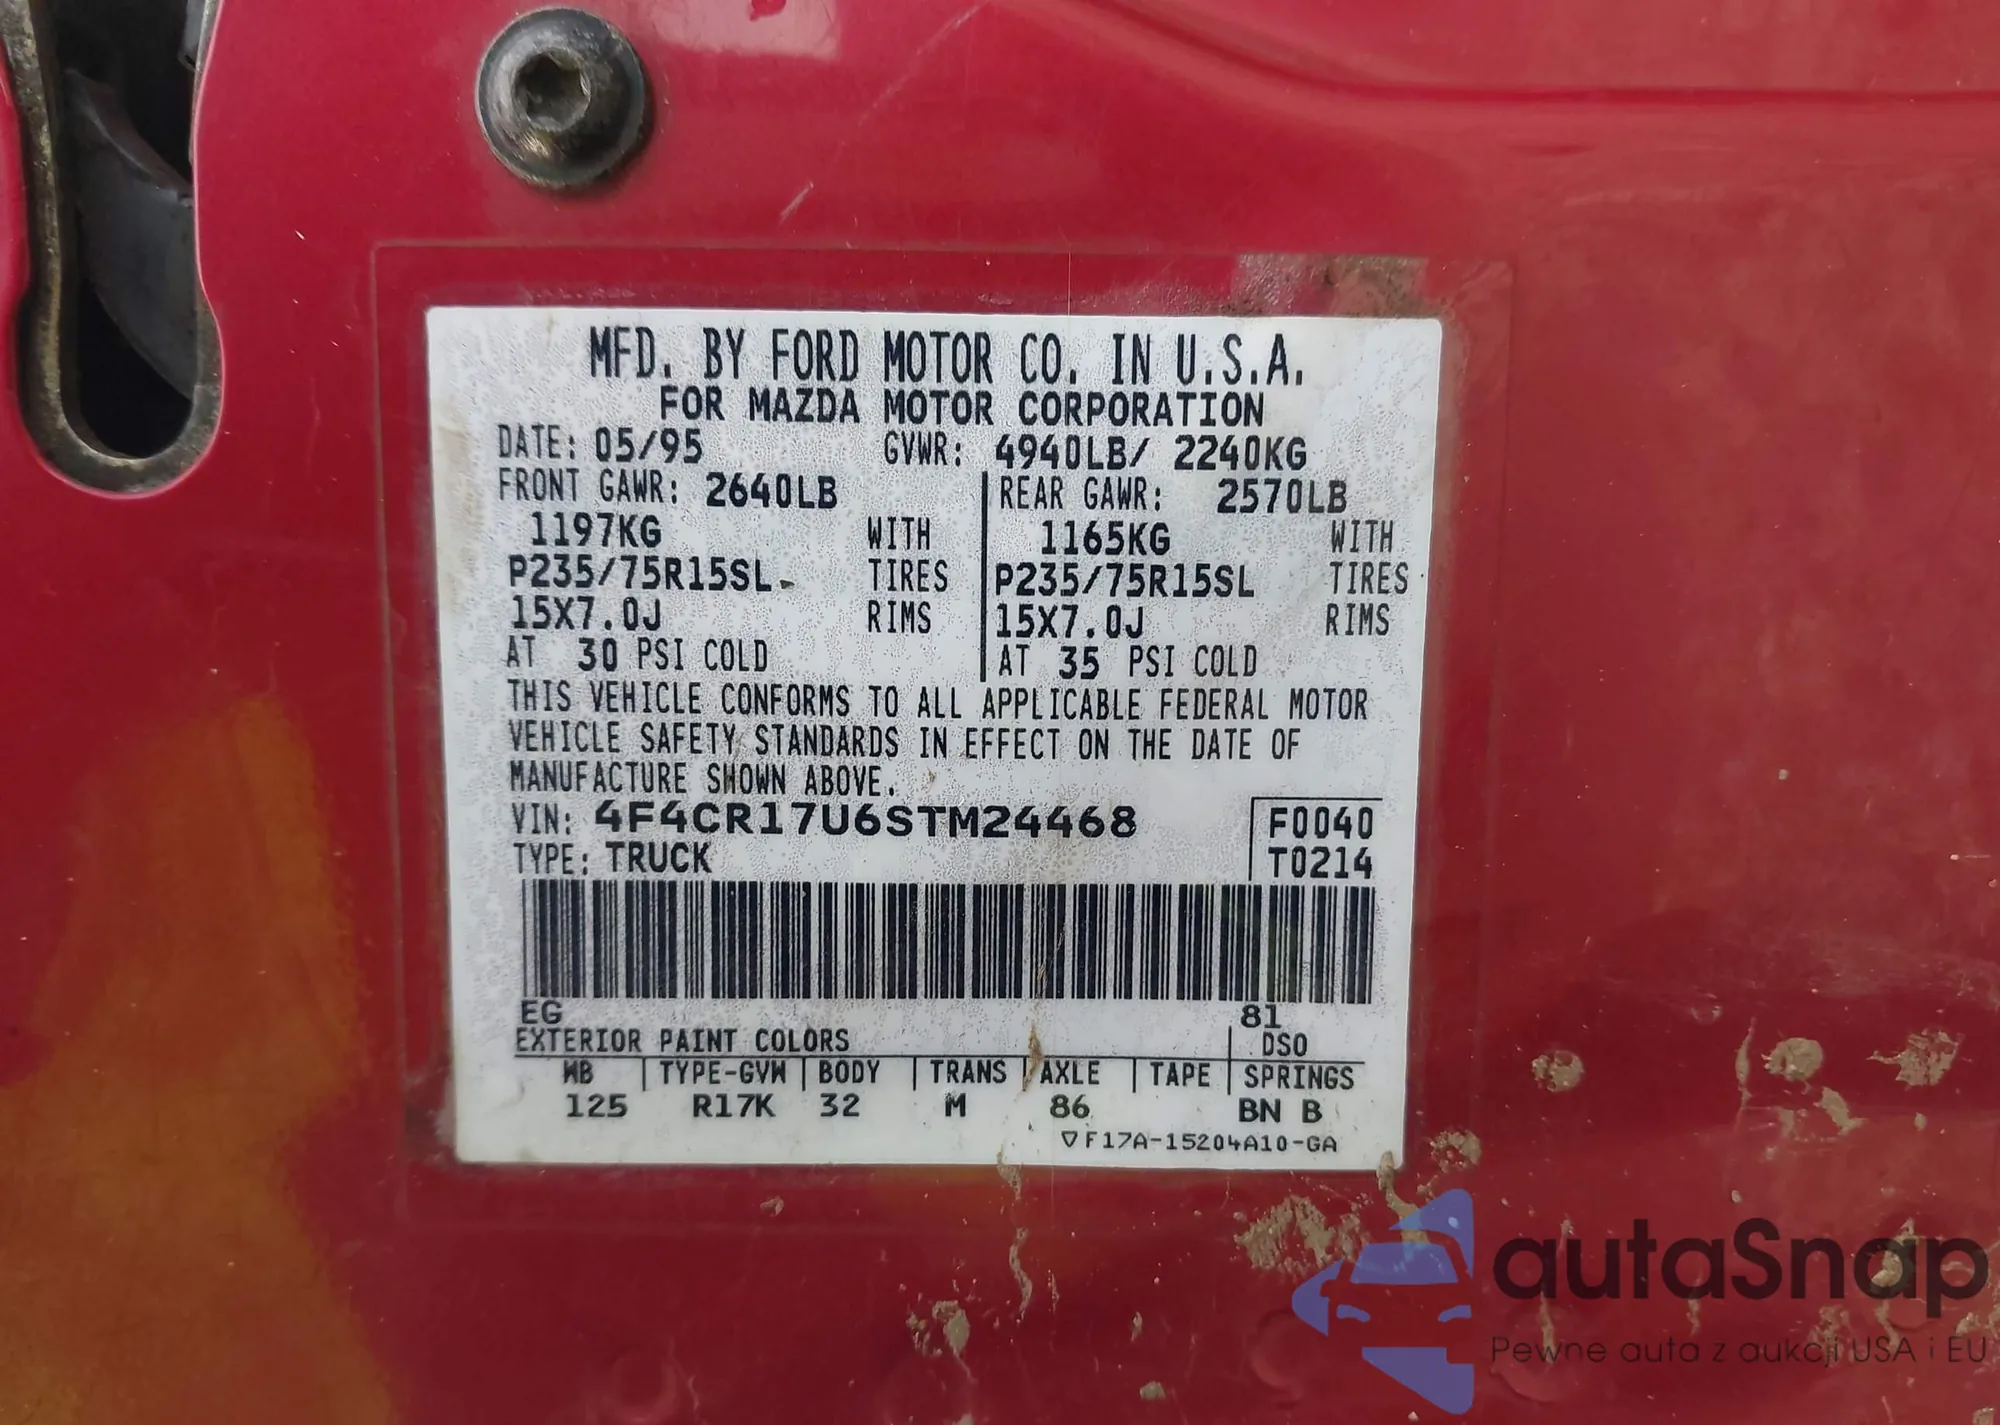 MFD. BY FORD MOTOR CO. IN U.S.A.
FOR MAZDA MOTOR CORPORATION
DATE: 05/95 GVWR: 4940LB/ 2240KG
FRONT GAWR: 2640LB REAR GAWR: 2570LB
1197KG WITH 1165KG WITH
P235/75R15SL TIRES P235/75R15SL TIRES
15X7.0J RIMS 15X7.0J RIMS
AT 30 PSI COLD AT 35 PSI COLD
THIS VEHICLE CONFORMS TO ALL APPLICABLE FEDERAL MOTOR
VEHICLE SAFETY STANDARDS IN EFFECT ON THE DATE OF
MANUFACTURE SHOWN ABOVE.
VIN: 4F4CR17U6STM24468 F0040
TYPE: TRUCK T0214
EG 81
EXTERIOR PAINT COLORS DSO
WB TYPE-GVW BODY TRANS AXLE TAPE SPRINGS
125 R17K 32 M 86 BN B
▽F17A-15204A10-GA
autaSnap
Pewne auta z aukcji USA i EU